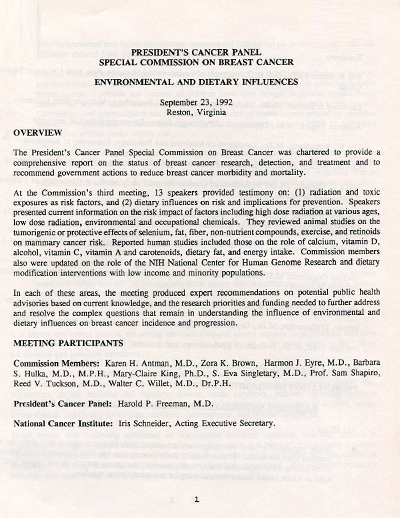 PRESIDENT'S CANCER PANEL
SPECIAL COMMISSION ON BREAST CANCER
ENVIRONMENTAL AND DIETARY INFLUENCES
September 23, 1992
Reston, Virginia
OVERVIEW
The President's Cancer Panel Special Commission on Breast Cancer was chartered to provide a
comprehensive report on the status of breast cancer research, detection, and treatment and to
recommend government actions to reduce breast cancer morbidity and mortality.
At the Commission's third meeting, 13 speakers provided testimony on: (1) radiation and toxic
exposures as risk factors, and (2) dietary influences on risk and implications for prevention. Speakers
presented current information on the risk impact of factors including high dose radiation at various ages,
low dose radiation, environmental and occupational chemicals. They reviewed animal studies on the
tumorigenic or protective effects of selenium, fat, fiber, non-nutrient compounds, exercise, and retinoids
on mammary cancer risk. Reported human studies included those on the role of calcium, vitamin D,
alcohol, vitamin C, vitamin A and carotenoids, dietary fat, and energy intake. Commission members
also were updated on the role of the NIH National Center for Human Genome Research and dietary
modification interventions with low income and minority populations.
In each of these areas, the meeting produced expert recommendations on potential public health
advisories based on current knowledge, and the research priorities and funding needed to further address
and resolve the complex questions that remain in understanding the influence of environmental and
dietary influences on breast cancer incidence and progression.
MEETING PARTICIPANTS
Commission Members: Karen H. Antman, M.D., Zora K. Brown, Harmon J. Eyre, M.D., Barbara
S. Hulka, M.D., M.P.H., Mary-Claire King, Ph.D., S. Eva Singletary, M.D., Prof. Sam Shapiro,
Reed V. Tuckson, M.D., Walter C. Willet, M.D., Dr.P.H.
President's Cancer Panel: Harold P. Freeman, M.D.
National Cancer Institute: Iris Schneider, Acting Executive Secretary.
1